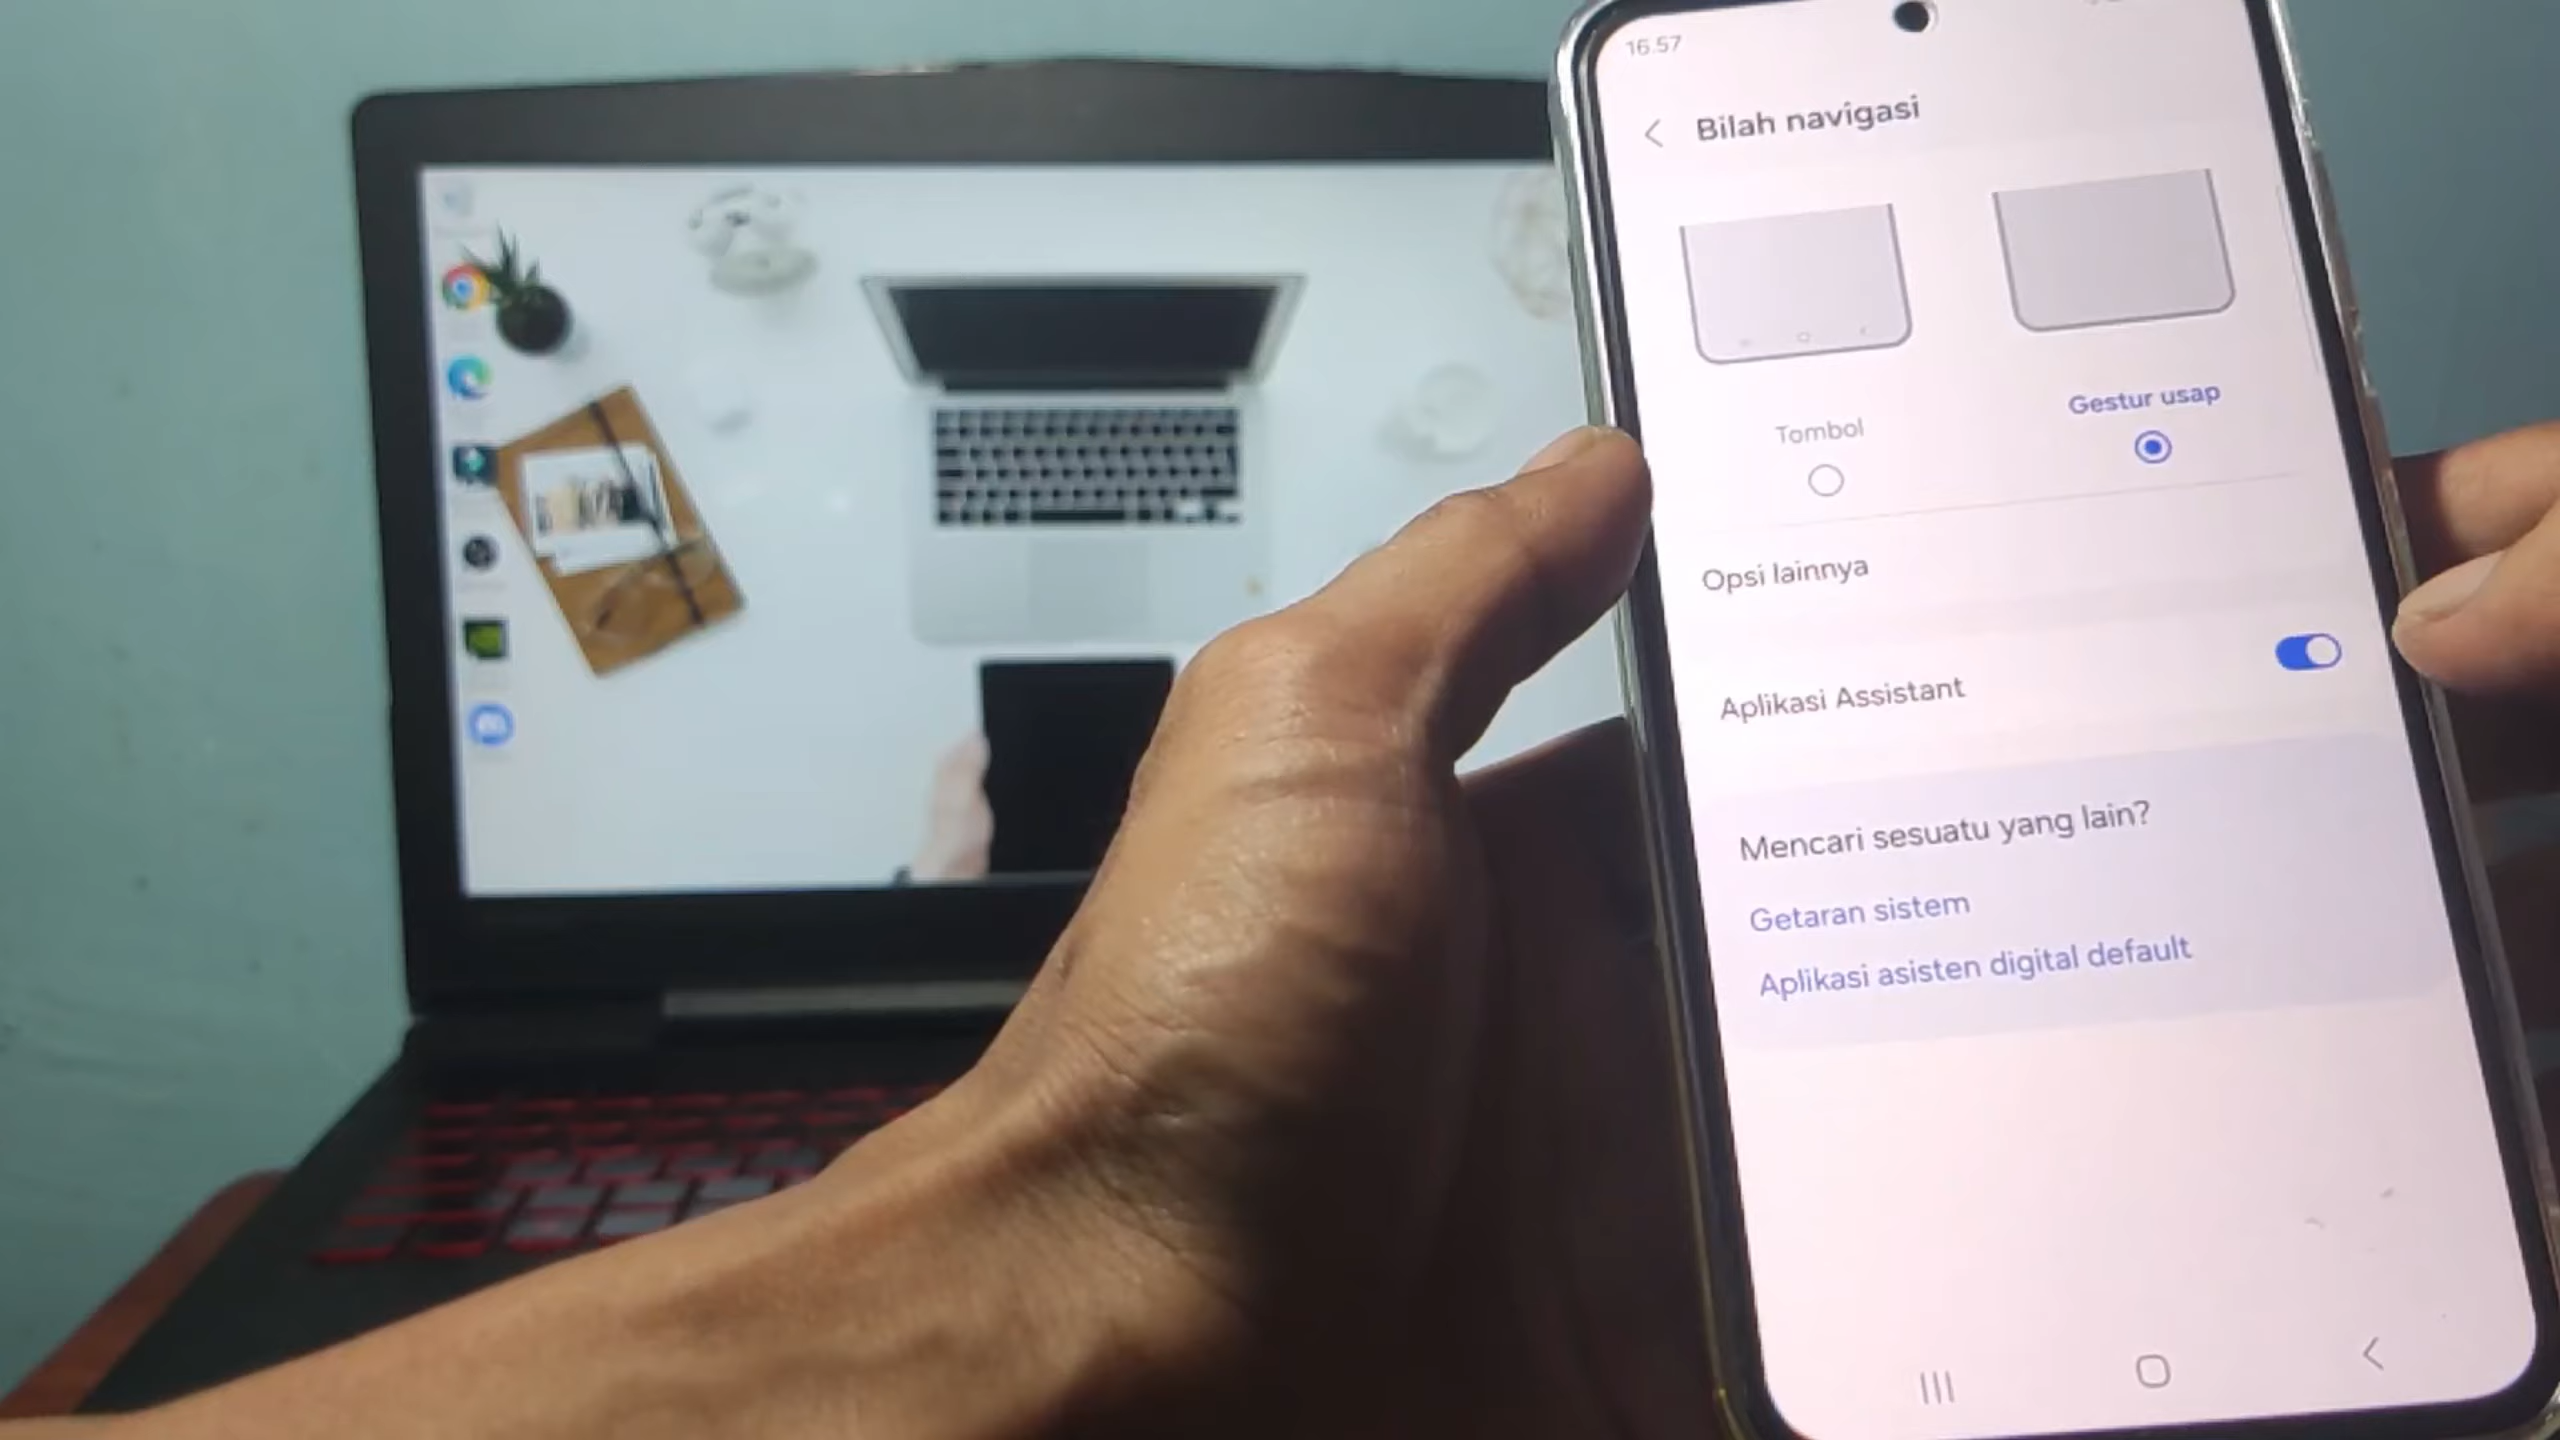 16.57
Bilah navigasi
Tombol
Gestur usap
Opsi lainnya
Aplikasi Assistant
Mencari sesuatu yang lain?
Getaran sistem
Aplikasi asisten digital default